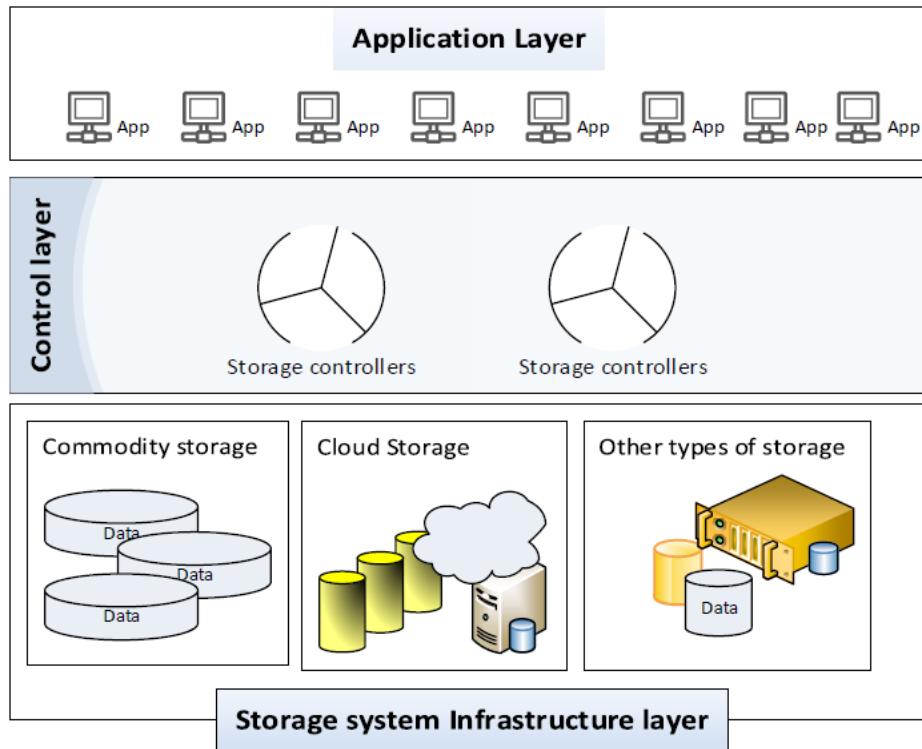 Application Layer
App App App App App App App App
Control layer
Storage controllers Storage controllers
Commodity storage
Data
Data
Data
Cloud Storage
Other types of storage
Data
Storage system Infrastructure layer